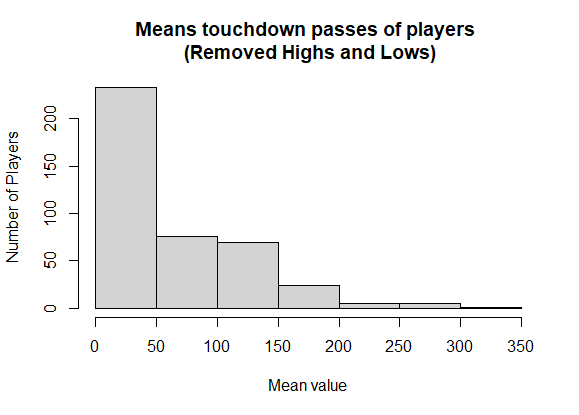 Means touchdown passes of players
(Removed Highs and Lows)
Number of Players
200
150
100
50
0
0 50 100 150 200 250 300 350
Mean value